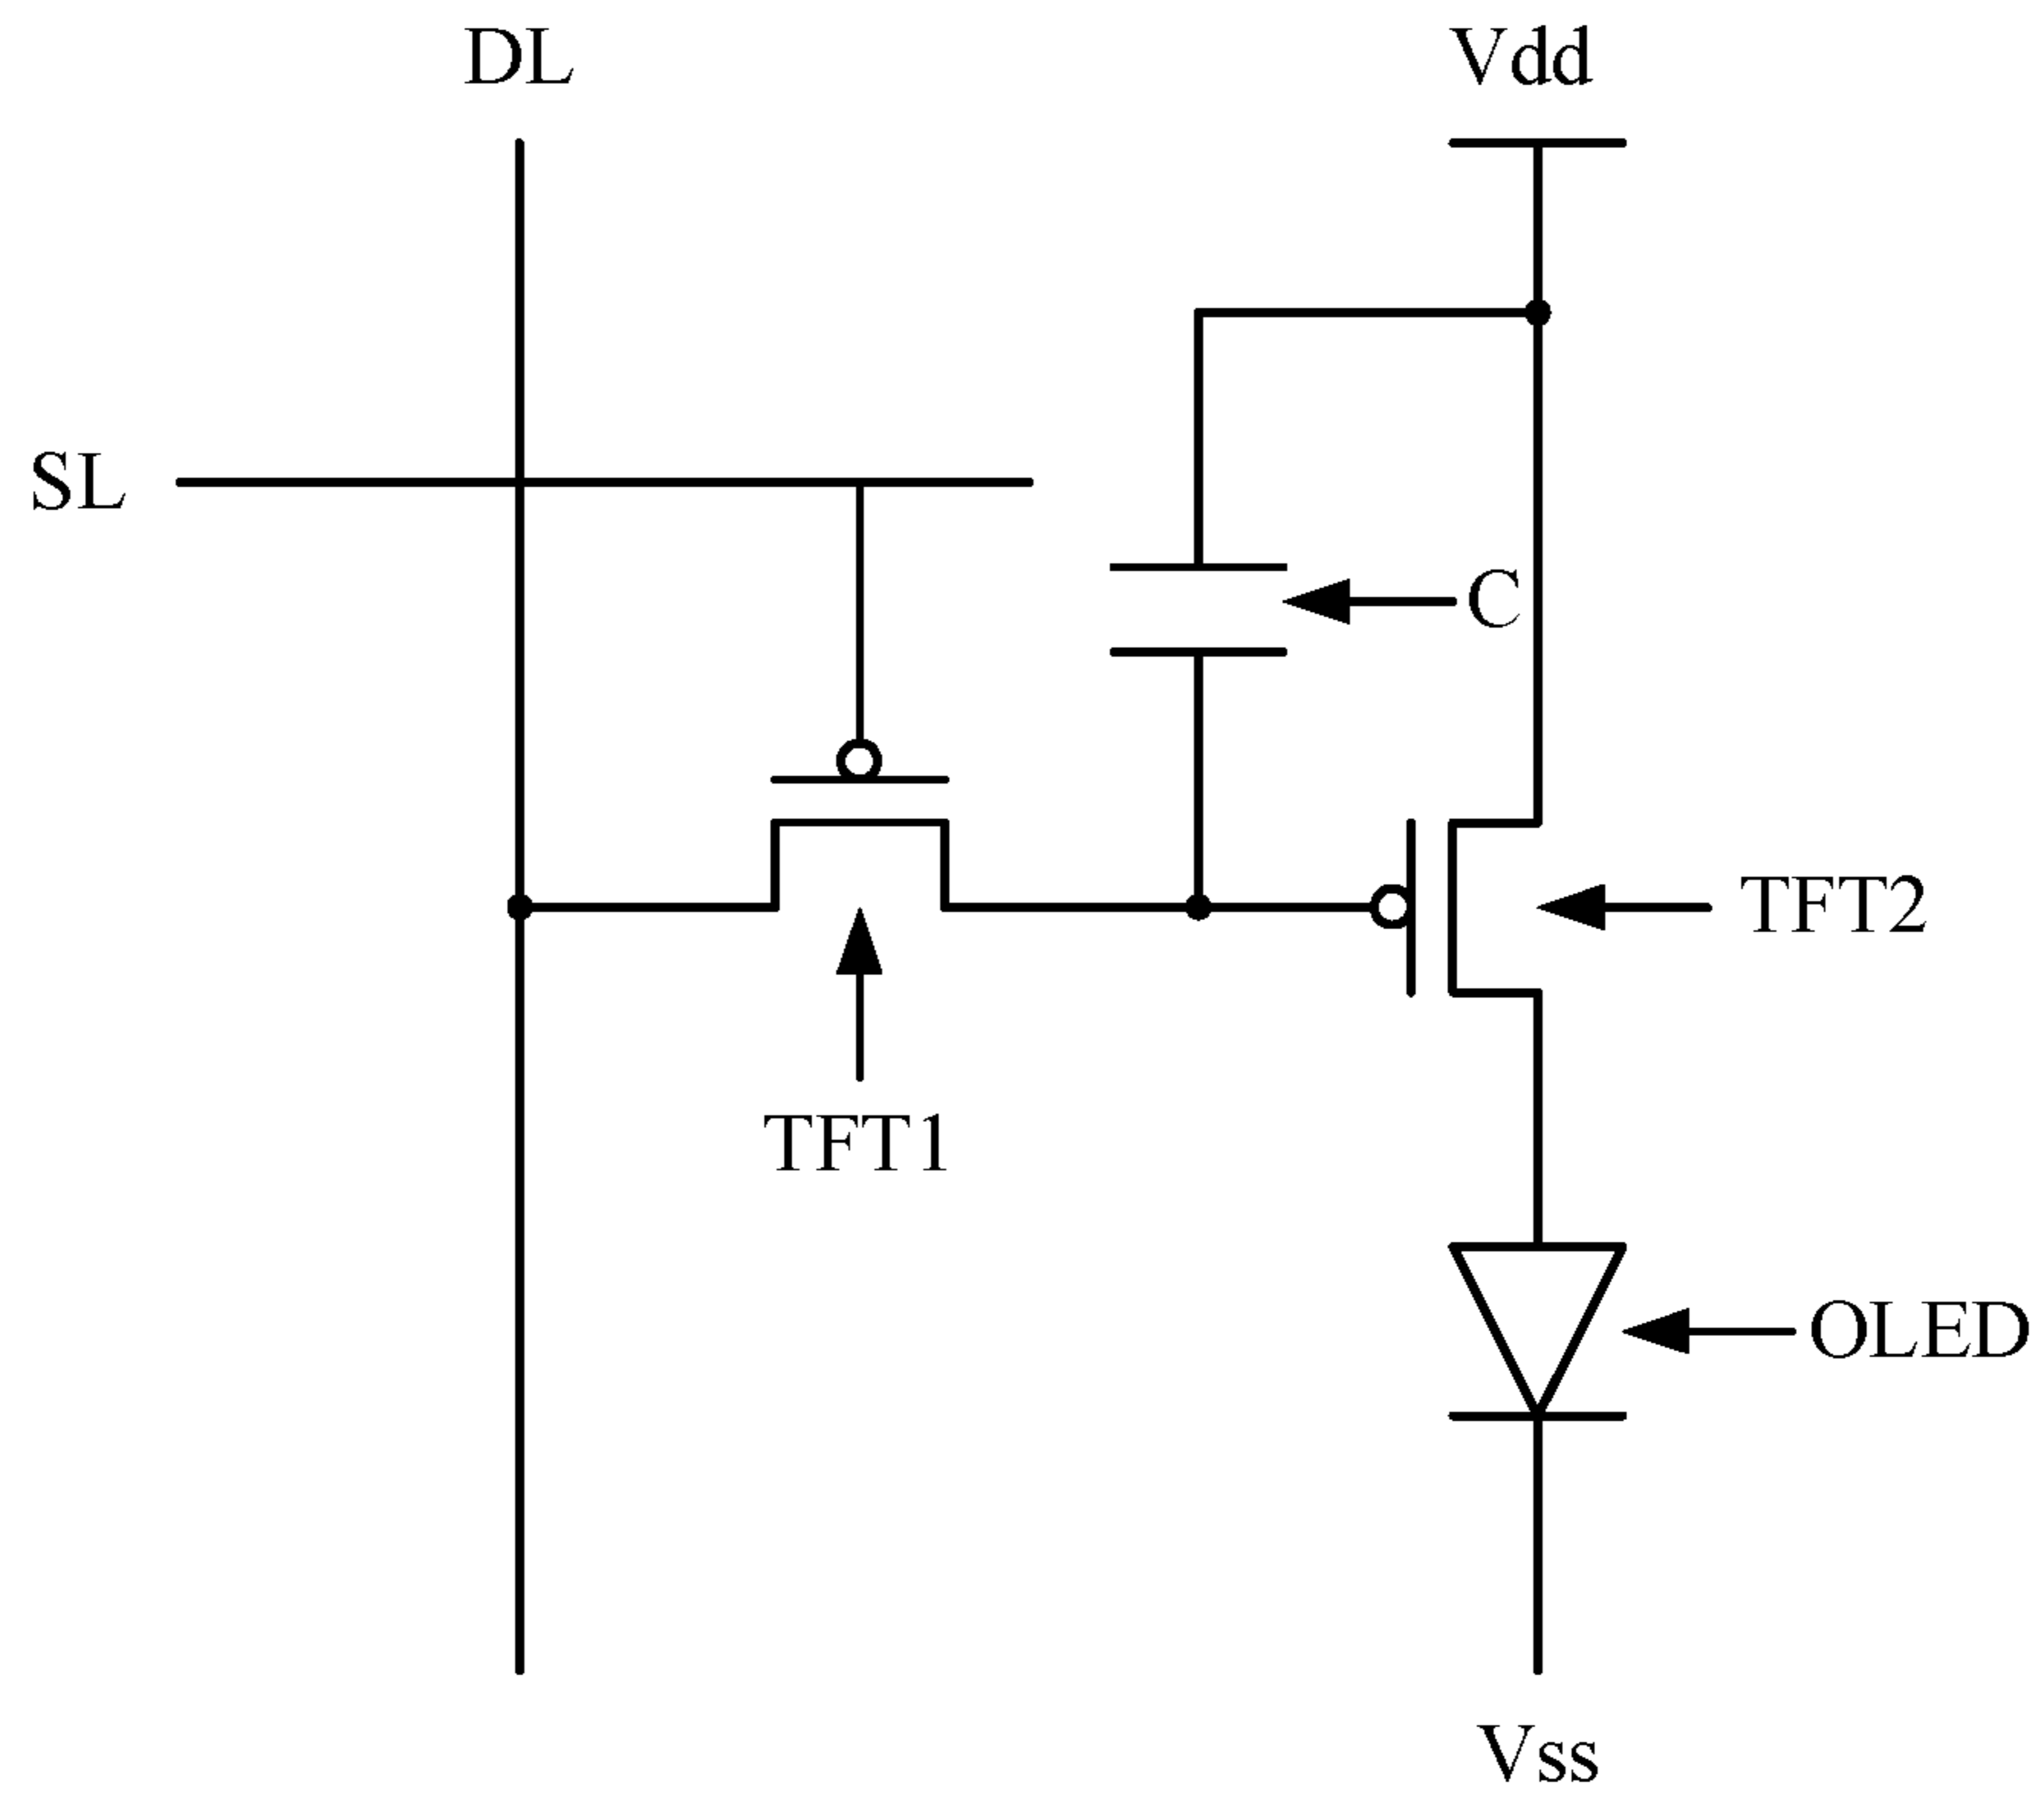 DL
Vdd
SL
C
TFT2
TFT1
OLED
Vss